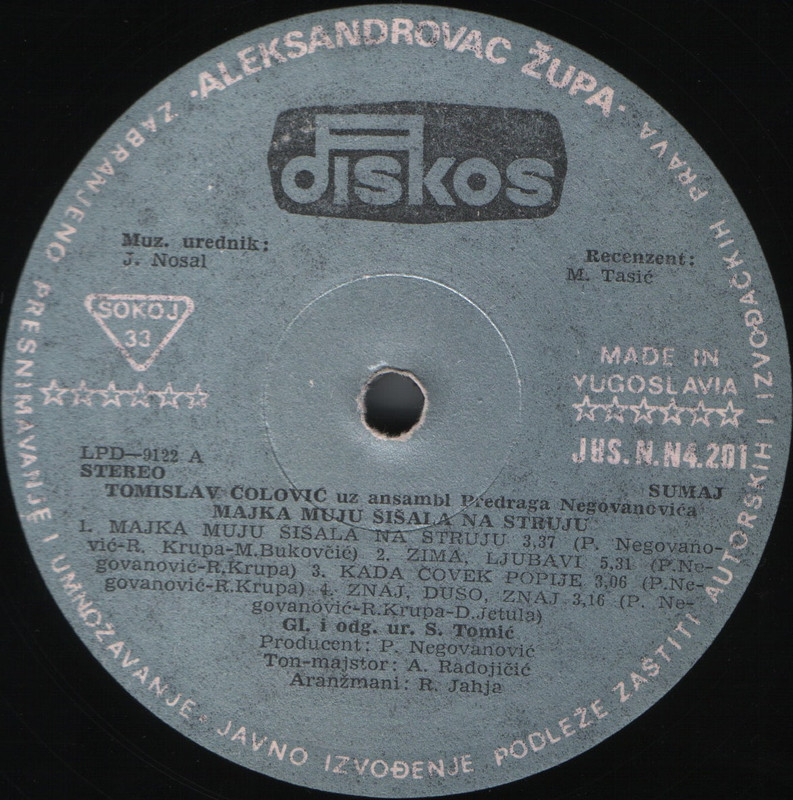 ·ALEKSANDROVAC ŽUPA·
diskos
Muz. urednik:
J. Nosal
Recenzent:
M. Tasić
SOKOJ
33
MADE IN
YUGOSLAVIA
JUS. N.N4.201
LPD—9122 A
STEREO
SUMAJ
TOMISLAV ČOLOVIĆ uz ansambl Predraga Negovanovića
MAJKA MUJU ŠIŠALA NA STRUJU
1. MAJKA MUJU ŠIŠALA NA STRUJU 3,37 (P. Negovano-
vić-R. Krupa-M.Bukovčić) 2. ZIMA, LJUBAVI 5,31 (P.Ne-
govanović-R.Krupa) 3. KADA ČOVEK POPIJE 3,06 (P.Ne-
govanović-R.Krupa) 4. ZNAJ, DUŠO, ZNAJ 3,16 (P. Ne-
govanović-R.Krupa-D.Jetula)
Gl. i odg. ur. S. Tomić
Producent: P. Negovanović
Ton-majstor: A. Radojičić
Aranžmani: R. Jahja
ZABRANJENO PRESNIMAVANJE I UMNOŽAVANJE, JAVNO IZVOĐENJE PODLEŽE ZAŠTITI AUTORSKIH I IZVOĐAČKIH PRAVA